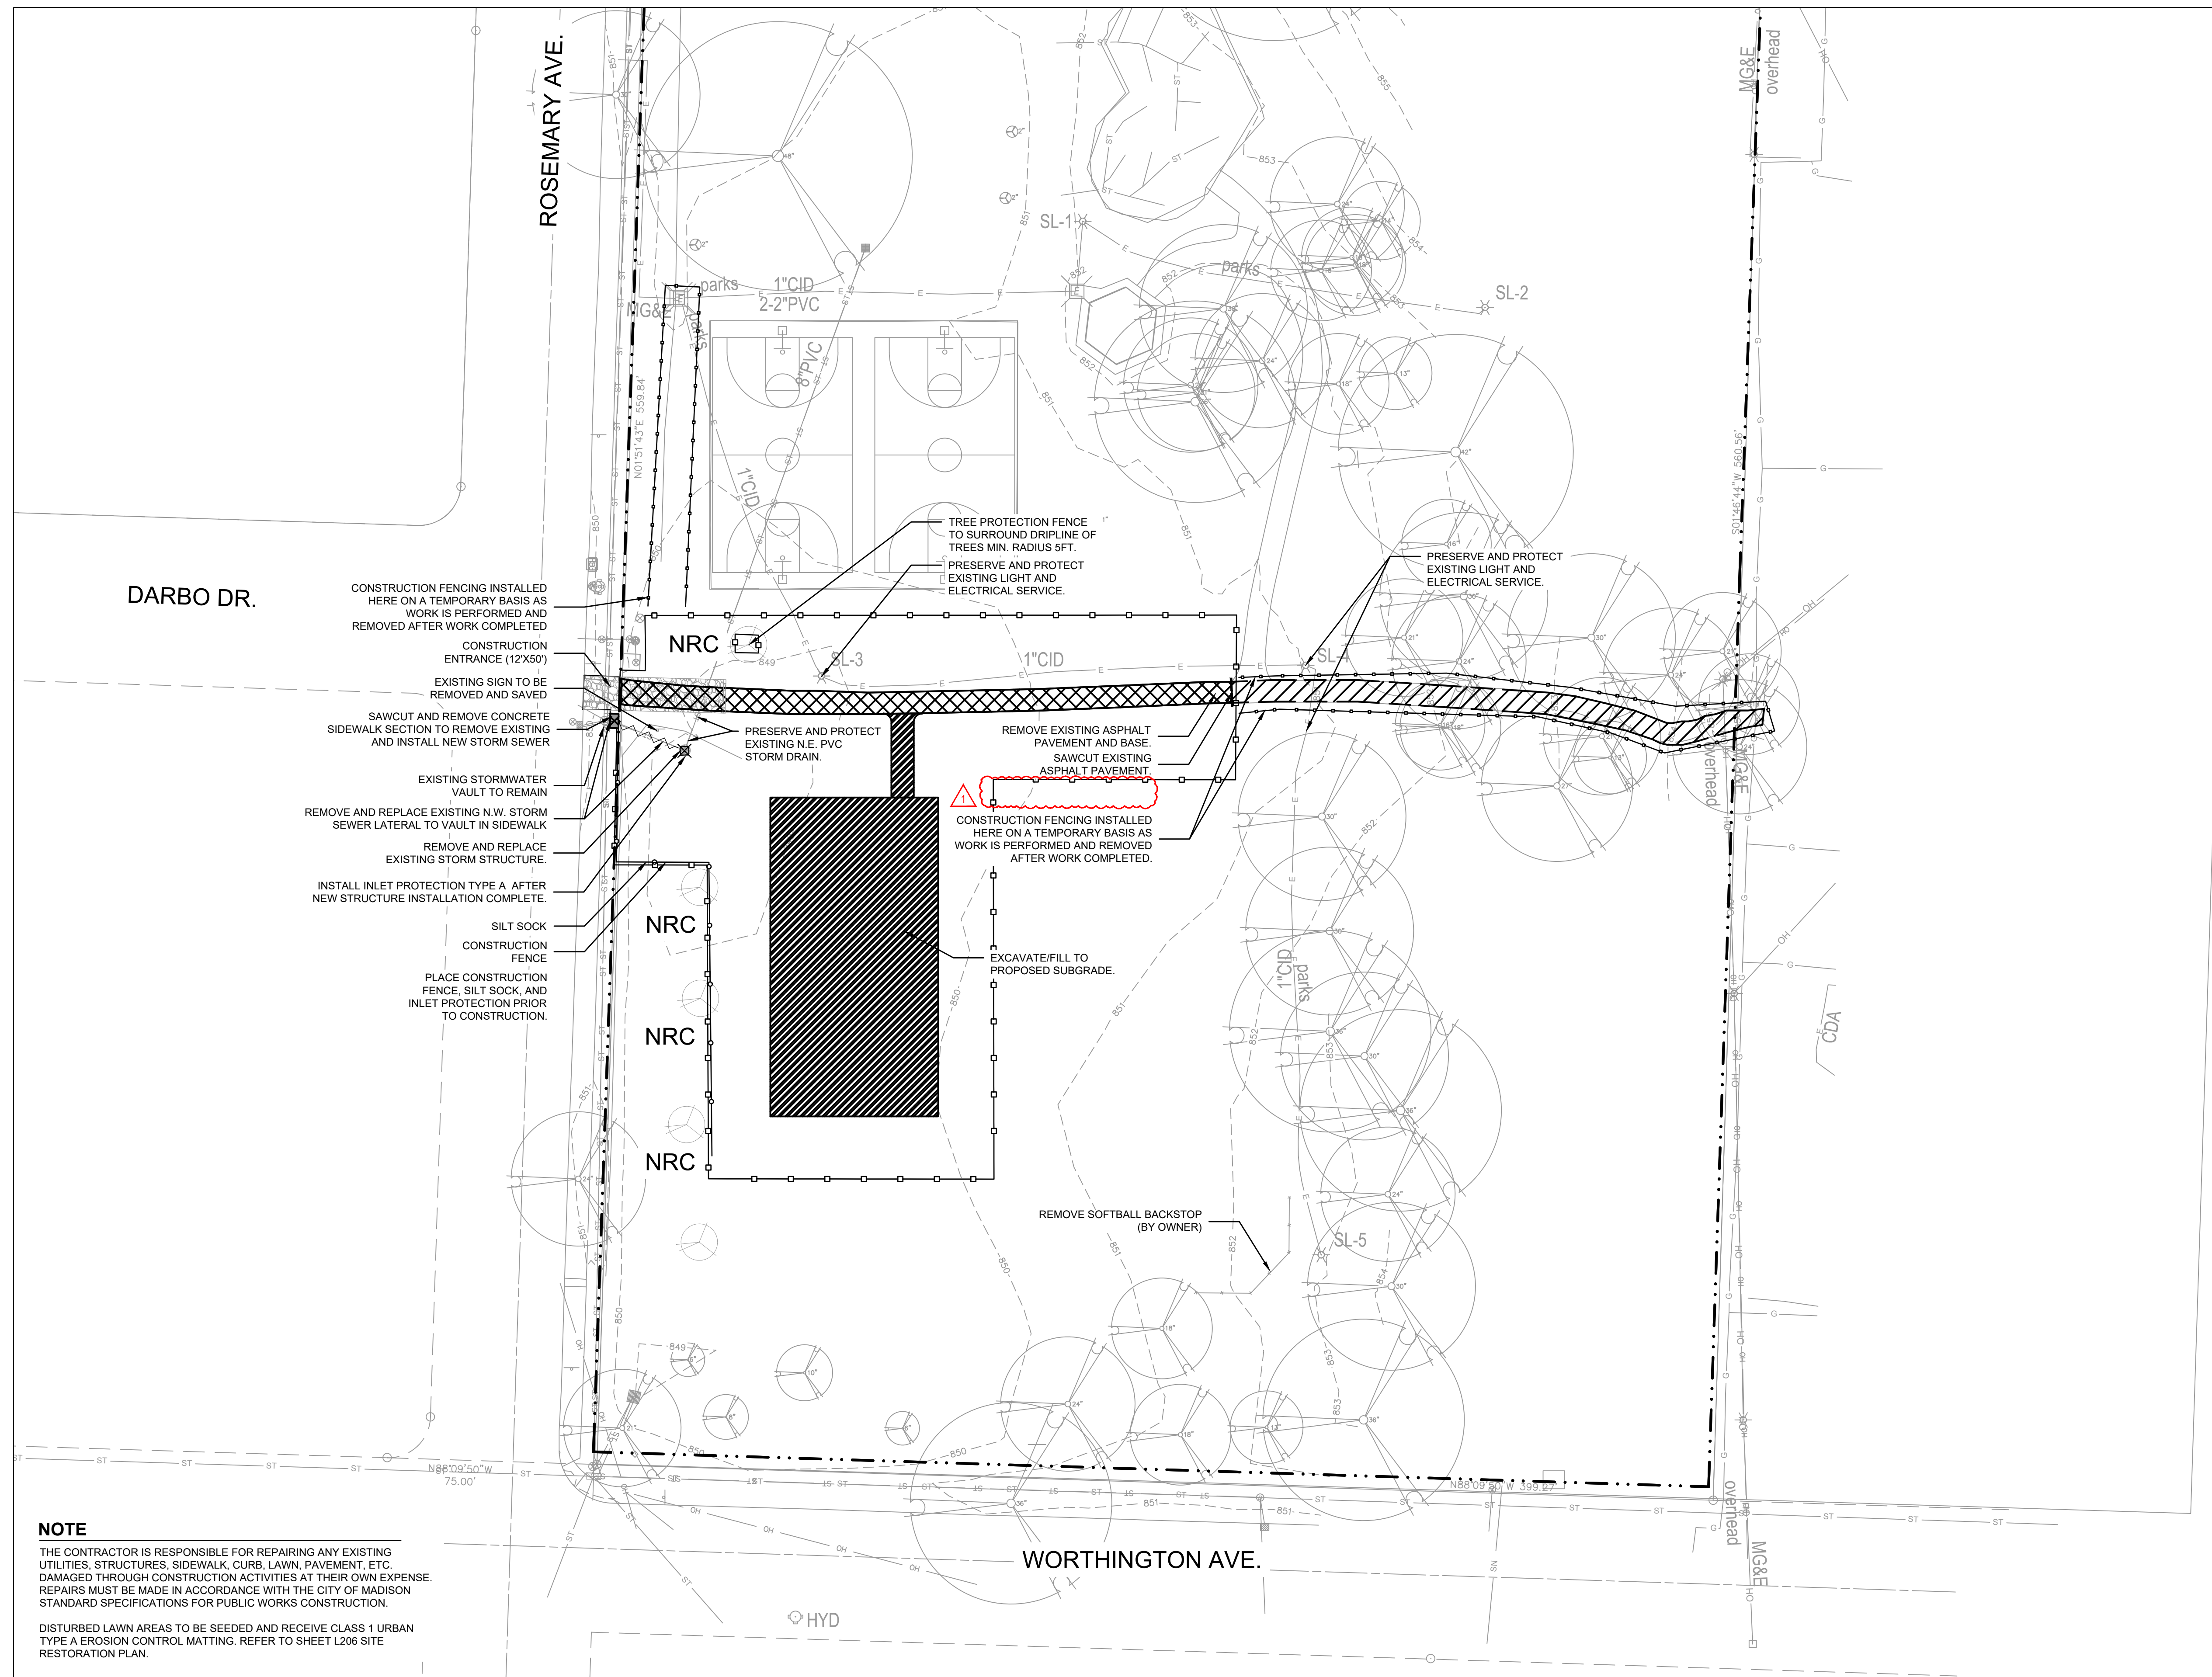 ROSEMARY AVE.
DARBO DR.
WORTHINGTON AVE.
MG&E
overhead
SL-1
SL-2
parks
1"CID
2-2"PVC
MG&E
parks
parks
8"PVC
1"CID
N01°51'43"E 559.84'
S01°46'44"W 560.56'
TREE PROTECTION FENCE
TO SURROUND DRIPLINE OF
TREES MIN. RADIUS 5FT.
PRESERVE AND PROTECT
EXISTING LIGHT AND
ELECTRICAL SERVICE.
PRESERVE AND PROTECT
EXISTING LIGHT AND
ELECTRICAL SERVICE.
CONSTRUCTION FENCING INSTALLED
HERE ON A TEMPORARY BASIS AS
WORK IS PERFORMED AND
REMOVED AFTER WORK COMPLETED
CONSTRUCTION
ENTRANCE (12'X50')
EXISTING SIGN TO BE
REMOVED AND SAVED
SAWCUT AND REMOVE CONCRETE
SIDEWALK SECTION TO REMOVE EXISTING
AND INSTALL NEW STORM SEWER
EXISTING STORMWATER
VAULT TO REMAIN
REMOVE AND REPLACE EXISTING N.W. STORM
SEWER LATERAL TO VAULT IN SIDEWALK
REMOVE AND REPLACE
EXISTING STORM STRUCTURE.
INSTALL INLET PROTECTION TYPE A AFTER
NEW STRUCTURE INSTALLATION COMPLETE.
SILT SOCK
CONSTRUCTION
FENCE
PLACE CONSTRUCTION
FENCE, SILT SOCK, AND
INLET PROTECTION PRIOR
TO CONSTRUCTION.
NRC
SL-3
1"CID
SL-4
849
PRESERVE AND PROTECT
EXISTING N.E. PVC
STORM DRAIN.
REMOVE EXISTING ASPHALT
PAVEMENT AND BASE.
SAWCUT EXISTING
ASPHALT PAVEMENT.
1
CONSTRUCTION FENCING INSTALLED
HERE ON A TEMPORARY BASIS AS
WORK IS PERFORMED AND REMOVED
AFTER WORK COMPLETED.
overhead
MG&E
NRC
NRC
NRC
EXCAVATE/FILL TO
PROPOSED SUBGRADE.
1"CID
parks
CDA
REMOVE SOFTBALL BACKSTOP
(BY OWNER)
SL-5
N88°09'50"W
75.00'
N88°09'50"W 399.27'
overhead
MG&E
HYD
NOTE
THE CONTRACTOR IS RESPONSIBLE FOR REPAIRING ANY EXISTING
UTILITIES, STRUCTURES, SIDEWALK, CURB, LAWN, PAVEMENT, ETC.
DAMAGED THROUGH CONSTRUCTION ACTIVITIES AT THEIR OWN EXPENSE.
REPAIRS MUST BE MADE IN ACCORDANCE WITH THE CITY OF MADISON
STANDARD SPECIFICATIONS FOR PUBLIC WORKS CONSTRUCTION.
DISTURBED LAWN AREAS TO BE SEEDED AND RECEIVE CLASS 1 URBAN
TYPE A EROSION CONTROL MATTING. REFER TO SHEET L206 SITE
RESTORATION PLAN.